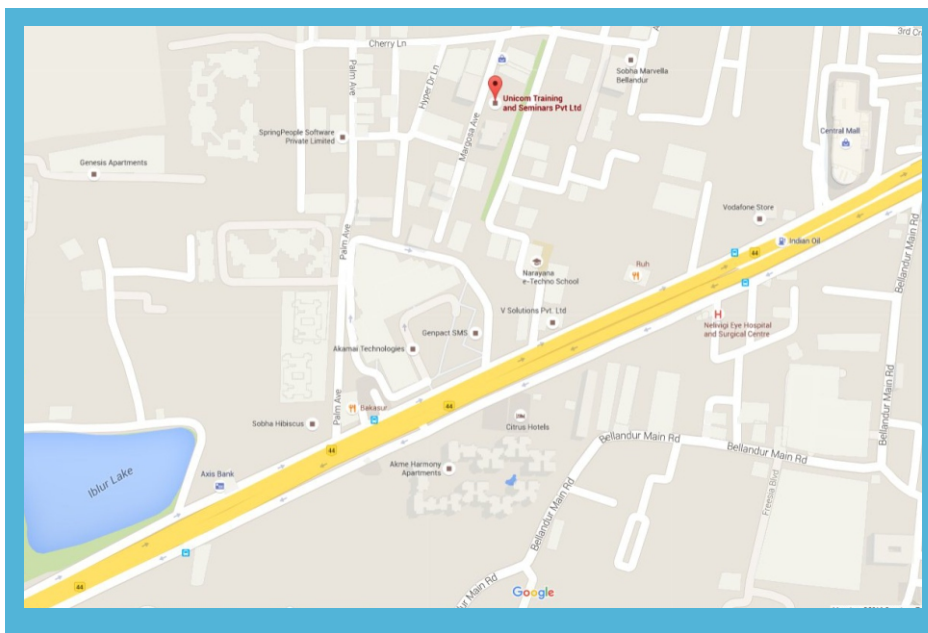 3rd Cr
Cherry Ln
Palm Ave
Hyper Dr Ln
Sobha Marvella
Bellandur
Unicom Training
and Seminars Pvt Ltd
Margosa Ave
SpringPeople Software
Private Limited
Central Mall
Genesis Apartments
Vodafone Store
Palm Ave
Indian Oil
44
Bellandur Main Rd
Narayana
e-Techno School
Ruh
V Solutions Pvt. Ltd
Nelivigi Eye Hospital
and Surgical Centre
Genpact SMS
Akamai Technologies
Bakasur
44
Palm Ave
Sobha Hibiscus
Citrus Hotels
Bellandur Main Rd
Bellandur Main Rd
Bellandur Main Rd
44
Akme Harmony
Apartments
Axis Bank
Iblur Lake
Freesia Blvd
Bellandur Main Rd
44
ur Main Rd
Google